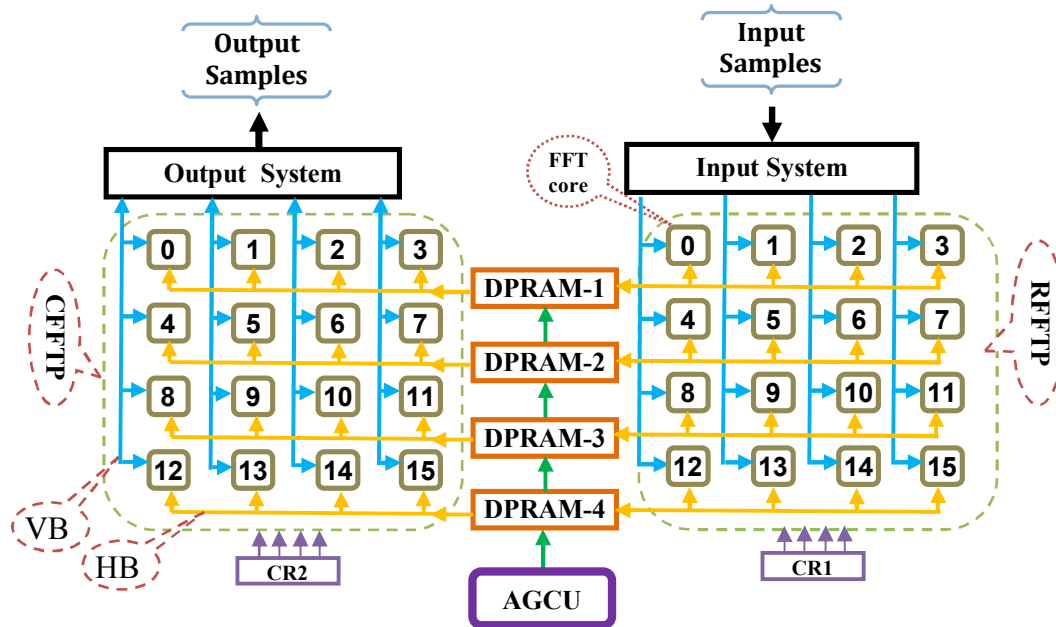 Output
Samples
Input
Samples
Output System
Input System
FFT
core
0 1 2 3
4 5 6 7
8 9 10 11
12 13 14 15
CFFTP
VB
HB
CR2
DPRAM-1
DPRAM-2
DPRAM-3
DPRAM-4
AGCU
0 1 2 3
4 5 6 7
8 9 10 11
12 13 14 15
RFFTP
CR1